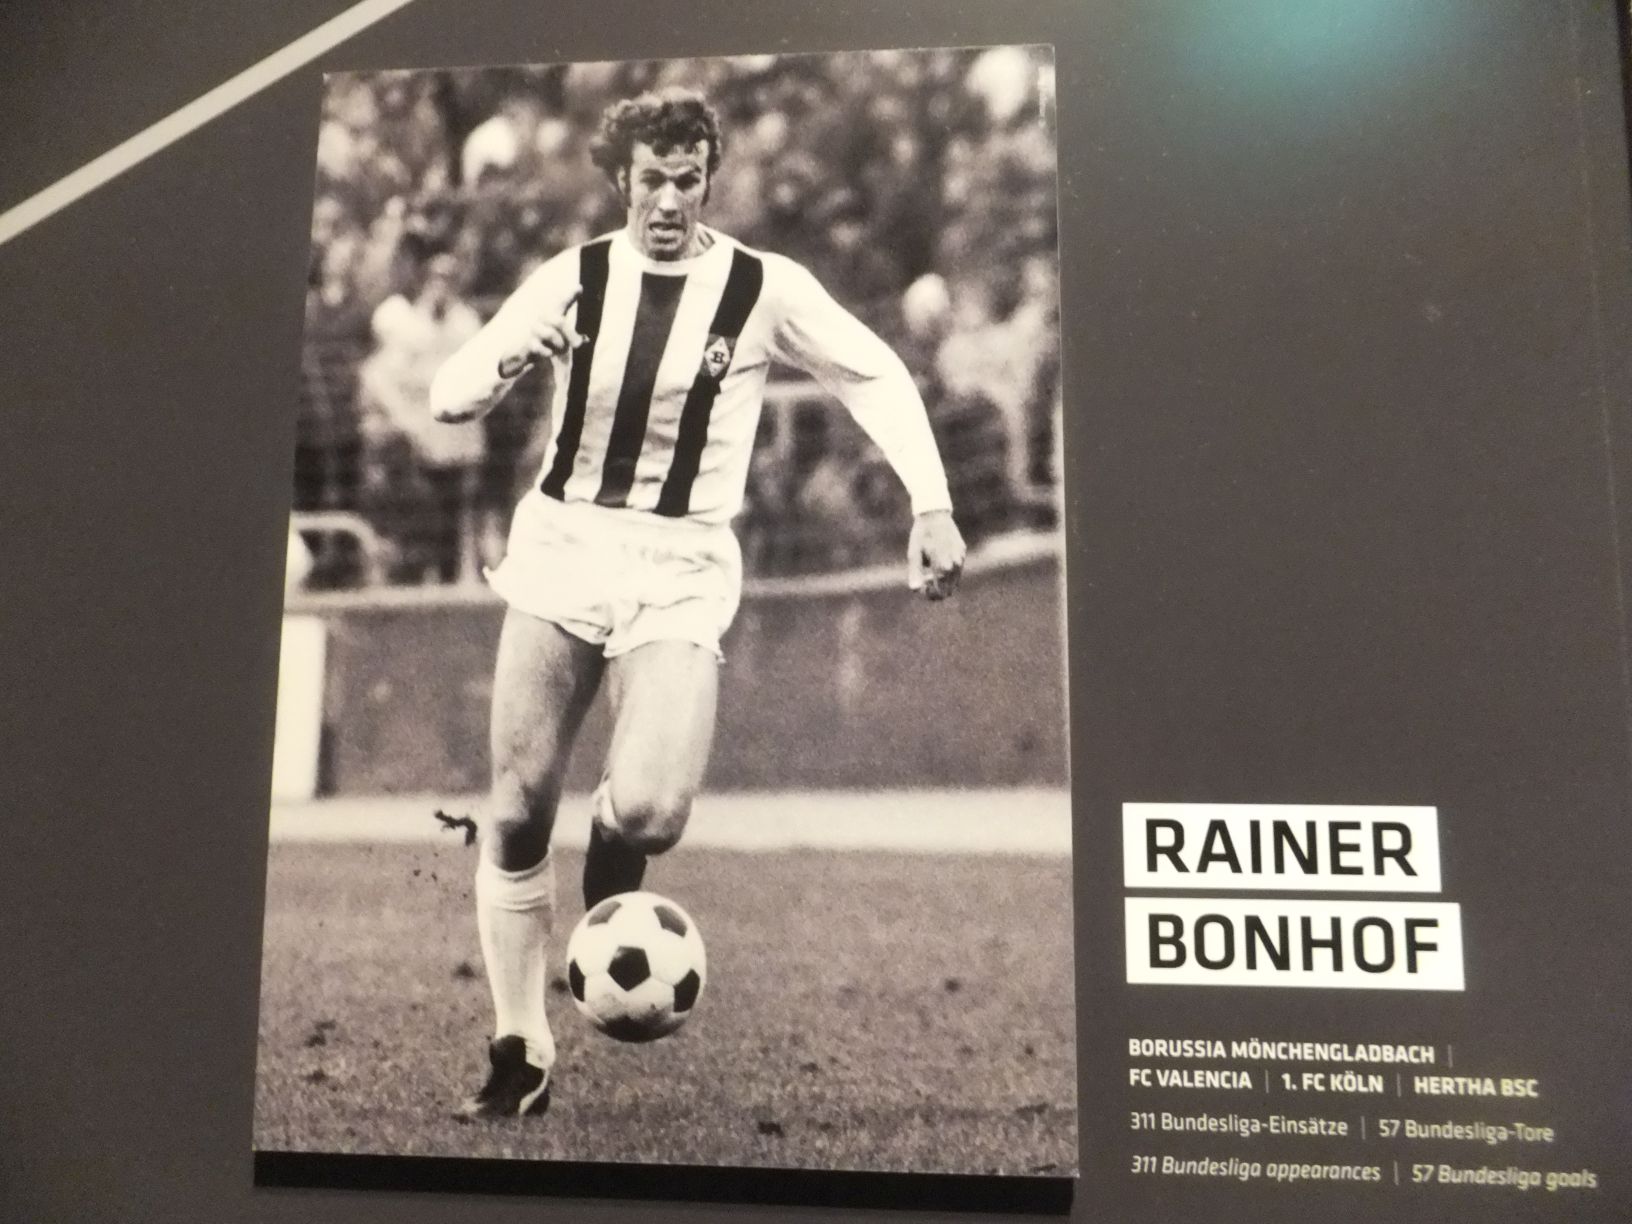 B
RAINER
BONHOF
BORUSSIA MÖNCHENGLADBACH |
FC VALENCIA | 1. FC KÖLN | HERTHA BSC
311 Bundesliga-Einsätze | 57 Bundesliga-Tore
311 Bundesliga appearances | 57 Bundesliga goals